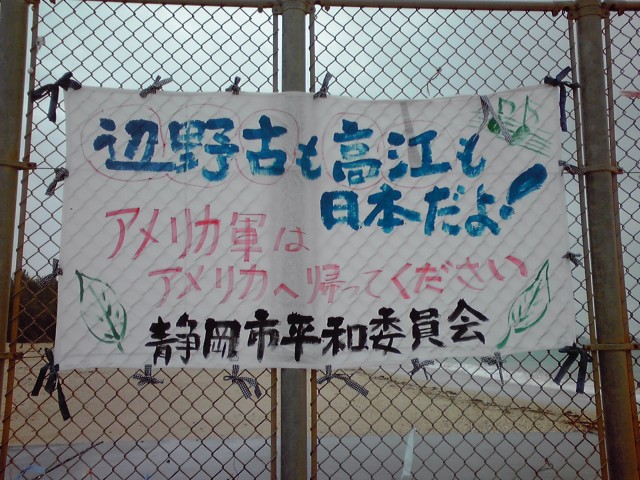 辺野古も高江も
日本だよ!
アメリカ軍は
アメリカへ帰ってください
静岡市平和委員会